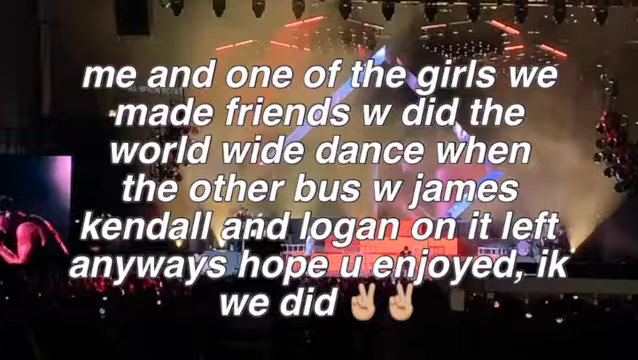 me and one of the girls we
made friends w did the
world wide dance when
the other bus w james
kendall and logan on it left
anyways hope u enjoyed, ik
we did ✌🏼✌🏼